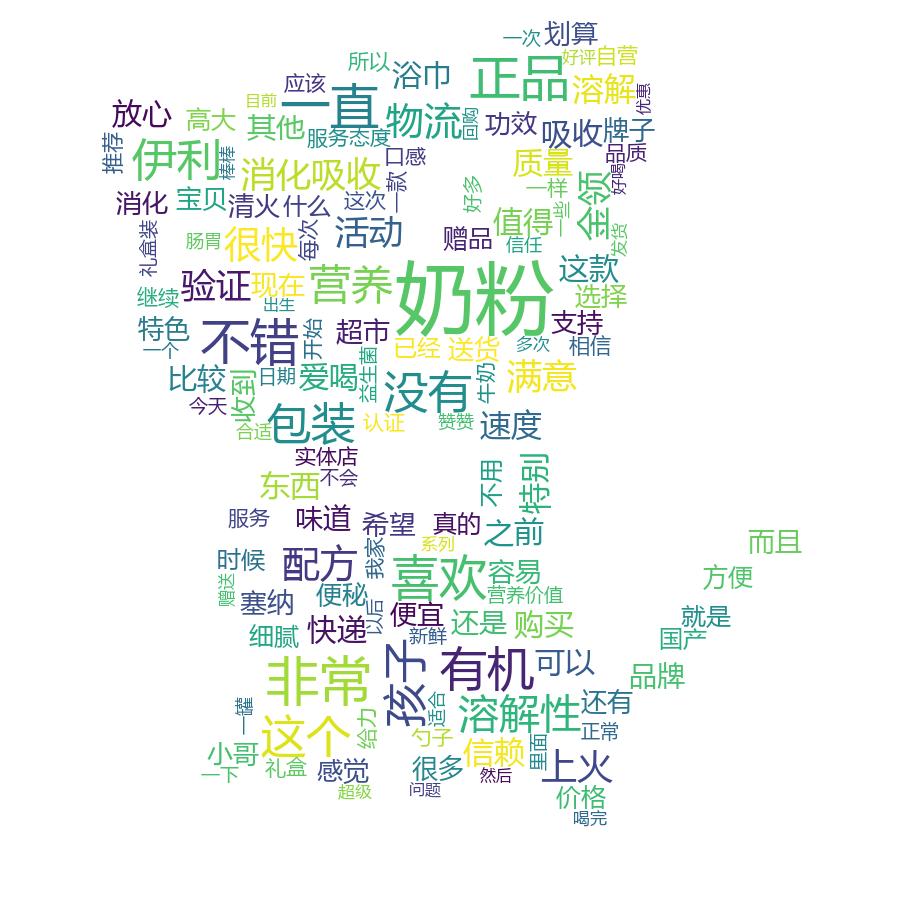 一次
划算
好评
自营
所以
浴巾
正品
溶解
应该
目前
一直
优惠
放心
高大
其他
物流
回购
功效
吸收
牌子
服务态度
推荐
伊利
棒棒
消化吸收
口感
质量
品质
好喝
消化
宝贝
清火
什么
这次
一款
好多
一样
一些
金领
值得
礼盒装
肠胃
很快
每次
活动
赠品
信任
发货
验证
现在
营养
奶粉
这款
选择
继续
出生
特色
一个
不错
开始
超市
已经
送货
多次
支持
相信
比较
收到
日期
爱喝
益生菌
没有
牛奶
满意
今天
合适
包装
认证
赞赞
速度
实体店
不会
东西
不用
特别
服务
味道
希望
真的
之前
而且
时候
配方
我家
系列
喜欢
容易
方便
赠送
塞纳
便秘
以后
便宜
营养价值
就是
细腻
快递
新鲜
还是
购买
国产
非常
孩子
有机
可以
品牌
一罐
这个
给力
适合
溶解性
还有
正常
小哥
勺子
信赖
里面
一下
礼盒
感觉
很多
然后
上火
超级
问题
价格
喝完